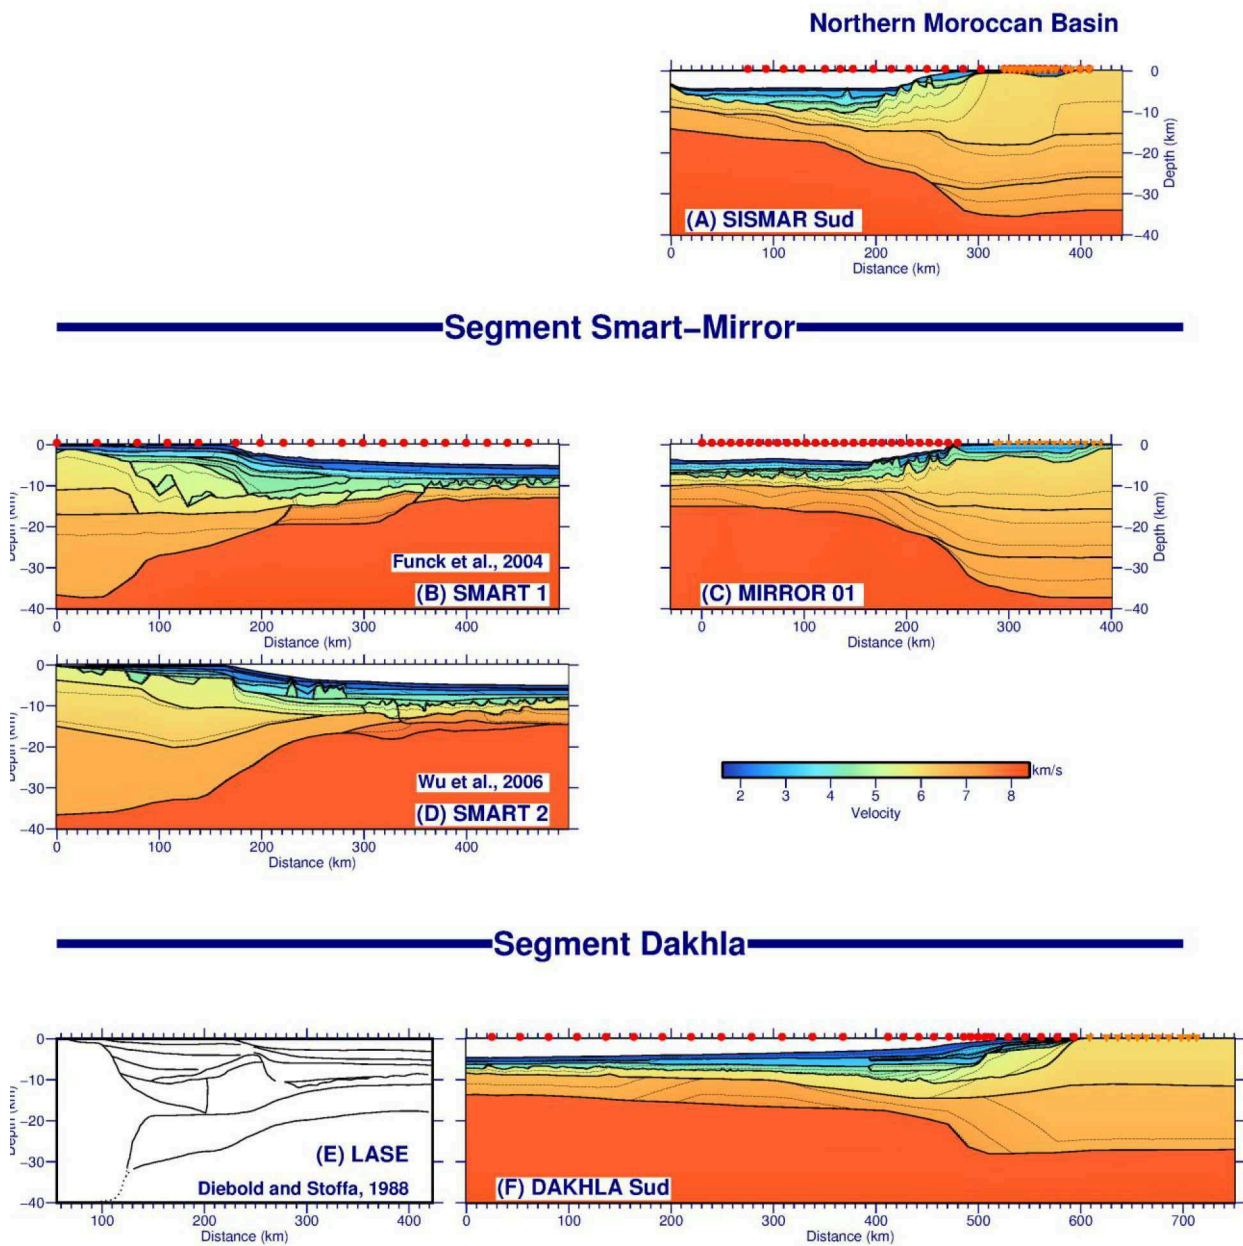 Northern Moroccan Basin
0
−10
−20
−30
−40
Depth (km)
(A) SISMAR Sud
0 100 200 300 400
Distance (km)
Segment Smart−Mirror
0
−10
−20
−30
−40
(km)
Funck et al., 2004
(B) SMART 1
0 100 200 300 400
Distance (km)
0
−10
−20
−30
−40
Depth (km)
(C) MIRROR 01
0 100 200 300 400
Distance (km)
0
−10
−20
−30
−40
(km)
Wu et al., 2006
(D) SMART 2
0 100 200 300 400
Distance (km)
km/s
2 3 4 5 6 7 8
Velocity
Segment Dakhla
0
−10
−20
−30
−40
(km)
(E) LASE
Diebold and Stoffa, 1988
100 200 300 400
Distance (km)
(F) DAKHLA Sud
0 100 200 300 400 500 600 700
Distance (km)